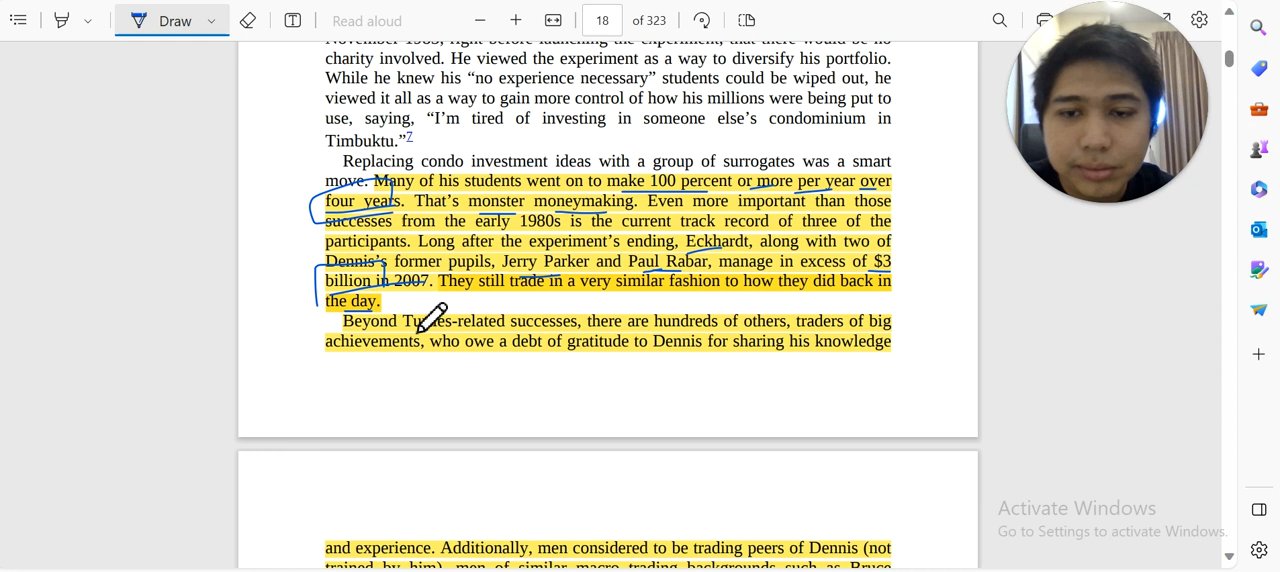 Draw
Read aloud
18
of 323
charity involved. He viewed the experiment as a way to diversify his portfolio.
While he knew his “no experience necessary” students could be wiped out, he
viewed it all as a way to gain more control of how his millions were being put to
use, saying, “I’m tired of investing in someone else’s condominium in
Timbuktu.”7
Replacing condo investment ideas with a group of surrogates was a smart
move. Many of his students went on to make 100 percent or more per year over
four years. That’s monster moneymaking. Even more important than those
successes from the early 1980s is the current track record of three of the
participants. Long after the experiment’s ending, Eckhardt, along with two of
Dennis’s former pupils, Jerry Parker and Paul Rabar, manage in excess of $3
billion in 2007. They still trade in a very similar fashion to how they did back in
the day.
Beyond Turtles-related successes, there are hundreds of others, traders of big
achievements, who owe a debt of gratitude to Dennis for sharing his knowledge
Activate Windows
Go to Settings to activate Windows.
and experience. Additionally, men considered to be trading peers of Dennis (not